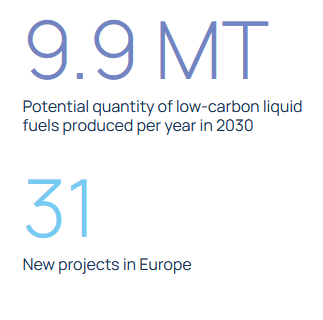 9.9 MT
Potential quantity of low-carbon liquid
fuels produced per year in 2030
31
New projects in Europe